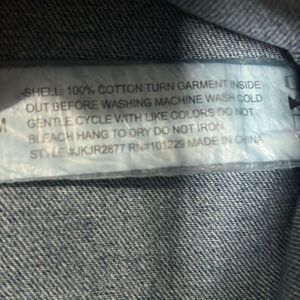 SHELL: 100% COTTON TURN GARMENT INSIDE
OUT BEFORE WASHING MACHINE WASH COLD
GENTLE CYCLE WITH LIKE COLORS DO NOT
BLEACH HANG TO DRY DO NOT IRON
STYLE #JKJR2877 RN#101229 MADE IN CHINA
M